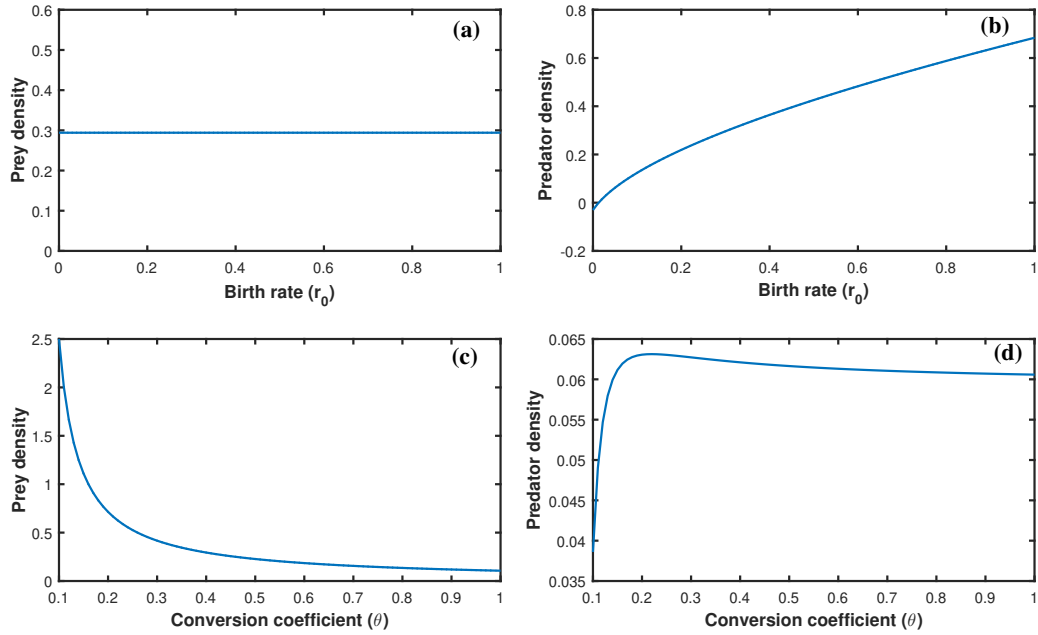 (a)
Prey density
0.6
0.5
0.4
0.3
0.2
0.1
0
0 0.2 0.4 0.6 0.8 1
Birth rate (r0)
(b)
Predator density
0.8
0.6
0.4
0.2
0
-0.2
0 0.2 0.4 0.6 0.8 1
Birth rate (r0)
(c)
Prey density
2.5
2
1.5
1
0.5
0
0.1 0.2 0.3 0.4 0.5 0.6 0.7 0.8 0.9 1
Conversion coefficient (θ)
(d)
Predator density
0.065
0.06
0.055
0.05
0.045
0.04
0.035
0.1 0.2 0.3 0.4 0.5 0.6 0.7 0.8 0.9 1
Conversion coefficient (θ)